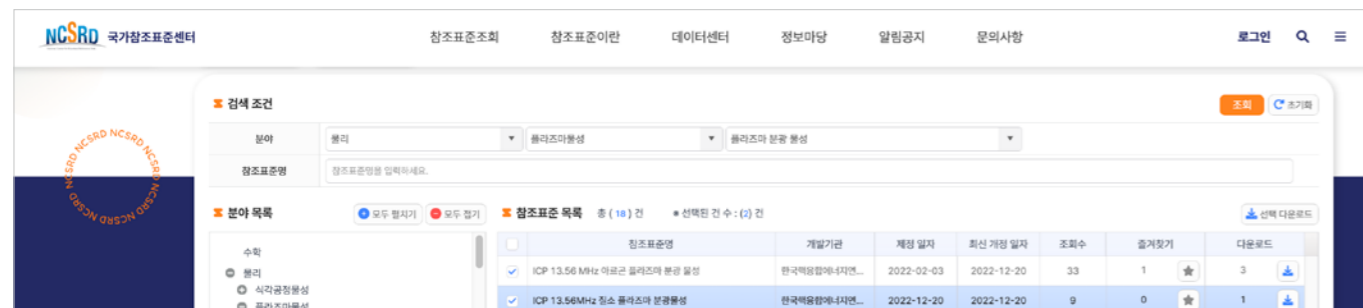 NCSRD 국가참조표준센터 참조표준조회 참조표준이란 데이터센터 정보마당 알림공지 문의사항 로그인
검색 조건 조회 초기화
분야 물리 플라즈마물성 플라즈마 분광 물성
참조표준명 참조표준명을 입력하세요.
NCSRD NCSRD NCSRD NCSRD NCSRD
분야 목록 모두 펼치기 모두 접기 참조표준 목록 총 ( 18 ) 건 ※ 선택된 건 수 : (2) 건 선택 다운로드
참조표준명 개발기관 제정 일자 최신 개정 일자 조회수 즐겨찾기 다운로드
수학
물리
식각공정물성
플라즈마물성
ICP 13.56 MHz 아르곤 플라즈마 분광 물성 한국핵융합에너지연... 2022-02-03 2022-12-20 33 1 3
ICP 13.56MHz 질소 플라즈마 분광물성 한국핵융합에너지연... 2022-12-20 2022-12-20 9 0 1